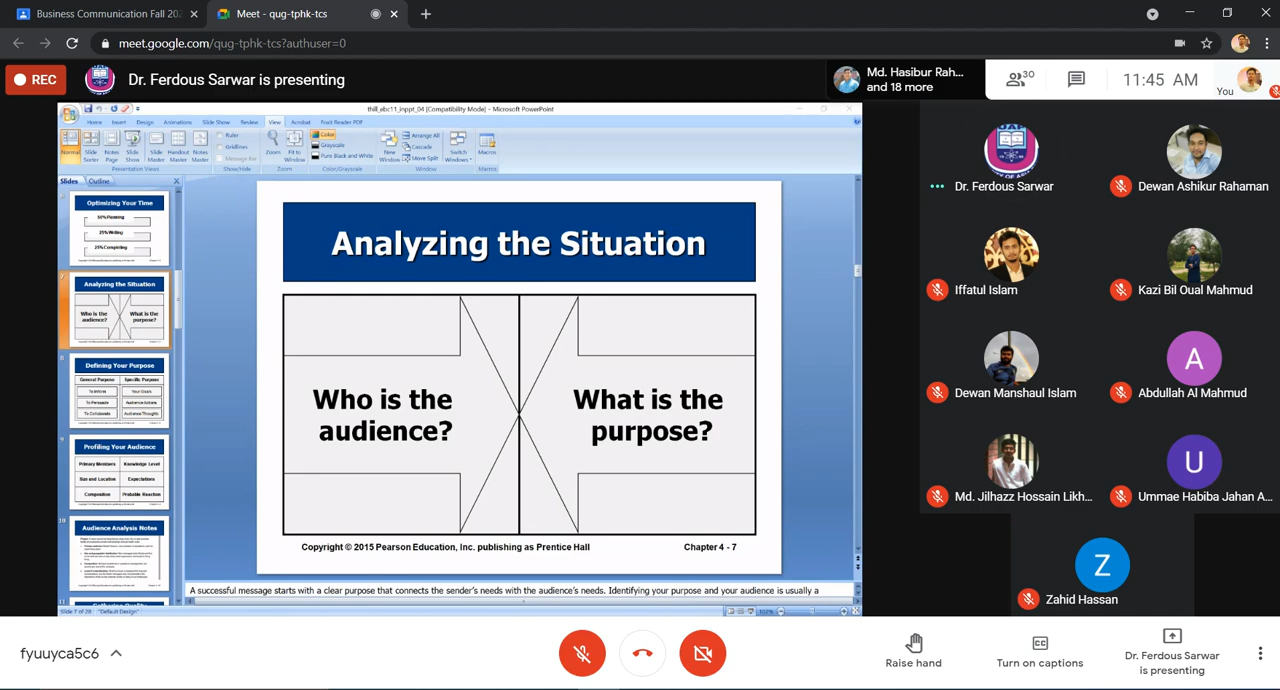 Business Communication Fall 202
Meet - qug-tphk-tcs
meet.google.com/qug-tphk-tcs?authuser=0
REC
Dr. Ferdous Sarwar is presenting
Md. Hasibur Rah...
and 18 more
30
11:45 AM
You
thill_ebc11_inppt_04 [Compatibility Mode] - Microsoft PowerPoint
Home Insert Design Animations Slide Show Review View Acrobat Foxit Reader PDF
Normal
Slide Sorter
Notes Page
Slide Show
Slide Master
Handout Master
Notes Master
Presentation Views
Ruler
Gridlines
Message Bar
Show/Hide
Zoom
Fit to Window
Zoom
Color
Grayscale
Pure Black and White
Color/Grayscale
New Window
Arrange All
Cascade
Move Split
Switch Windows
Window
Macros
Macros
Slides Outline
Optimizing Your Time
50% Planning
25% Writing
25% Completing
7
Analyzing the Situation
Who is the audience?
What is the purpose?
8
Defining Your Purpose
General Purpose Specific Purpose
To Inform Your Goals
To Persuade Audience Actions
To Collaborate Audience Thoughts
9
Profiling Your Audience
Primary Members Knowledge Level
Size and Location Expectations
Composition Probable Reaction
10
Audience Analysis Notes
Analyzing the Situation
Who is the
audience?
What is the
purpose?
Copyright © 2015 Pearson Education, Inc. publishing as Prentice Hall
Chapter 4 - 7
A successful message starts with a clear purpose that connects the sender's needs with the audience's needs. Identifying your purpose and your audience is usually a
Slide 7 of 28
"Default Design"
102%
Dr. Ferdous Sarwar
Dewan Ashikur Rahaman
Iffatul Islam
Kazi Bil Oual Mahmud
Dewan Manshaul Islam
A
Abdullah Al Mahmud
Md. Jilhazz Hossain Likh...
U
Ummae Habiba Jahan A...
Z
Zahid Hassan
fyuuyca5c6
Raise hand
CC
Turn on captions
Dr. Ferdous Sarwar
is presenting